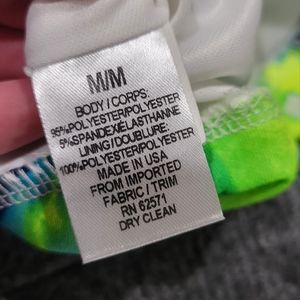 M/M
BODY / CORPS:
95%POLYESTER/POLYESTER
5%SPANDEX/ELASTHANNE
LINING / DOUBLURE:
100%POLYESTER/POLYESTER
MADE IN USA
FROM IMPORTED
FABRIC / TRIM
RN 62571
DRY CLEAN